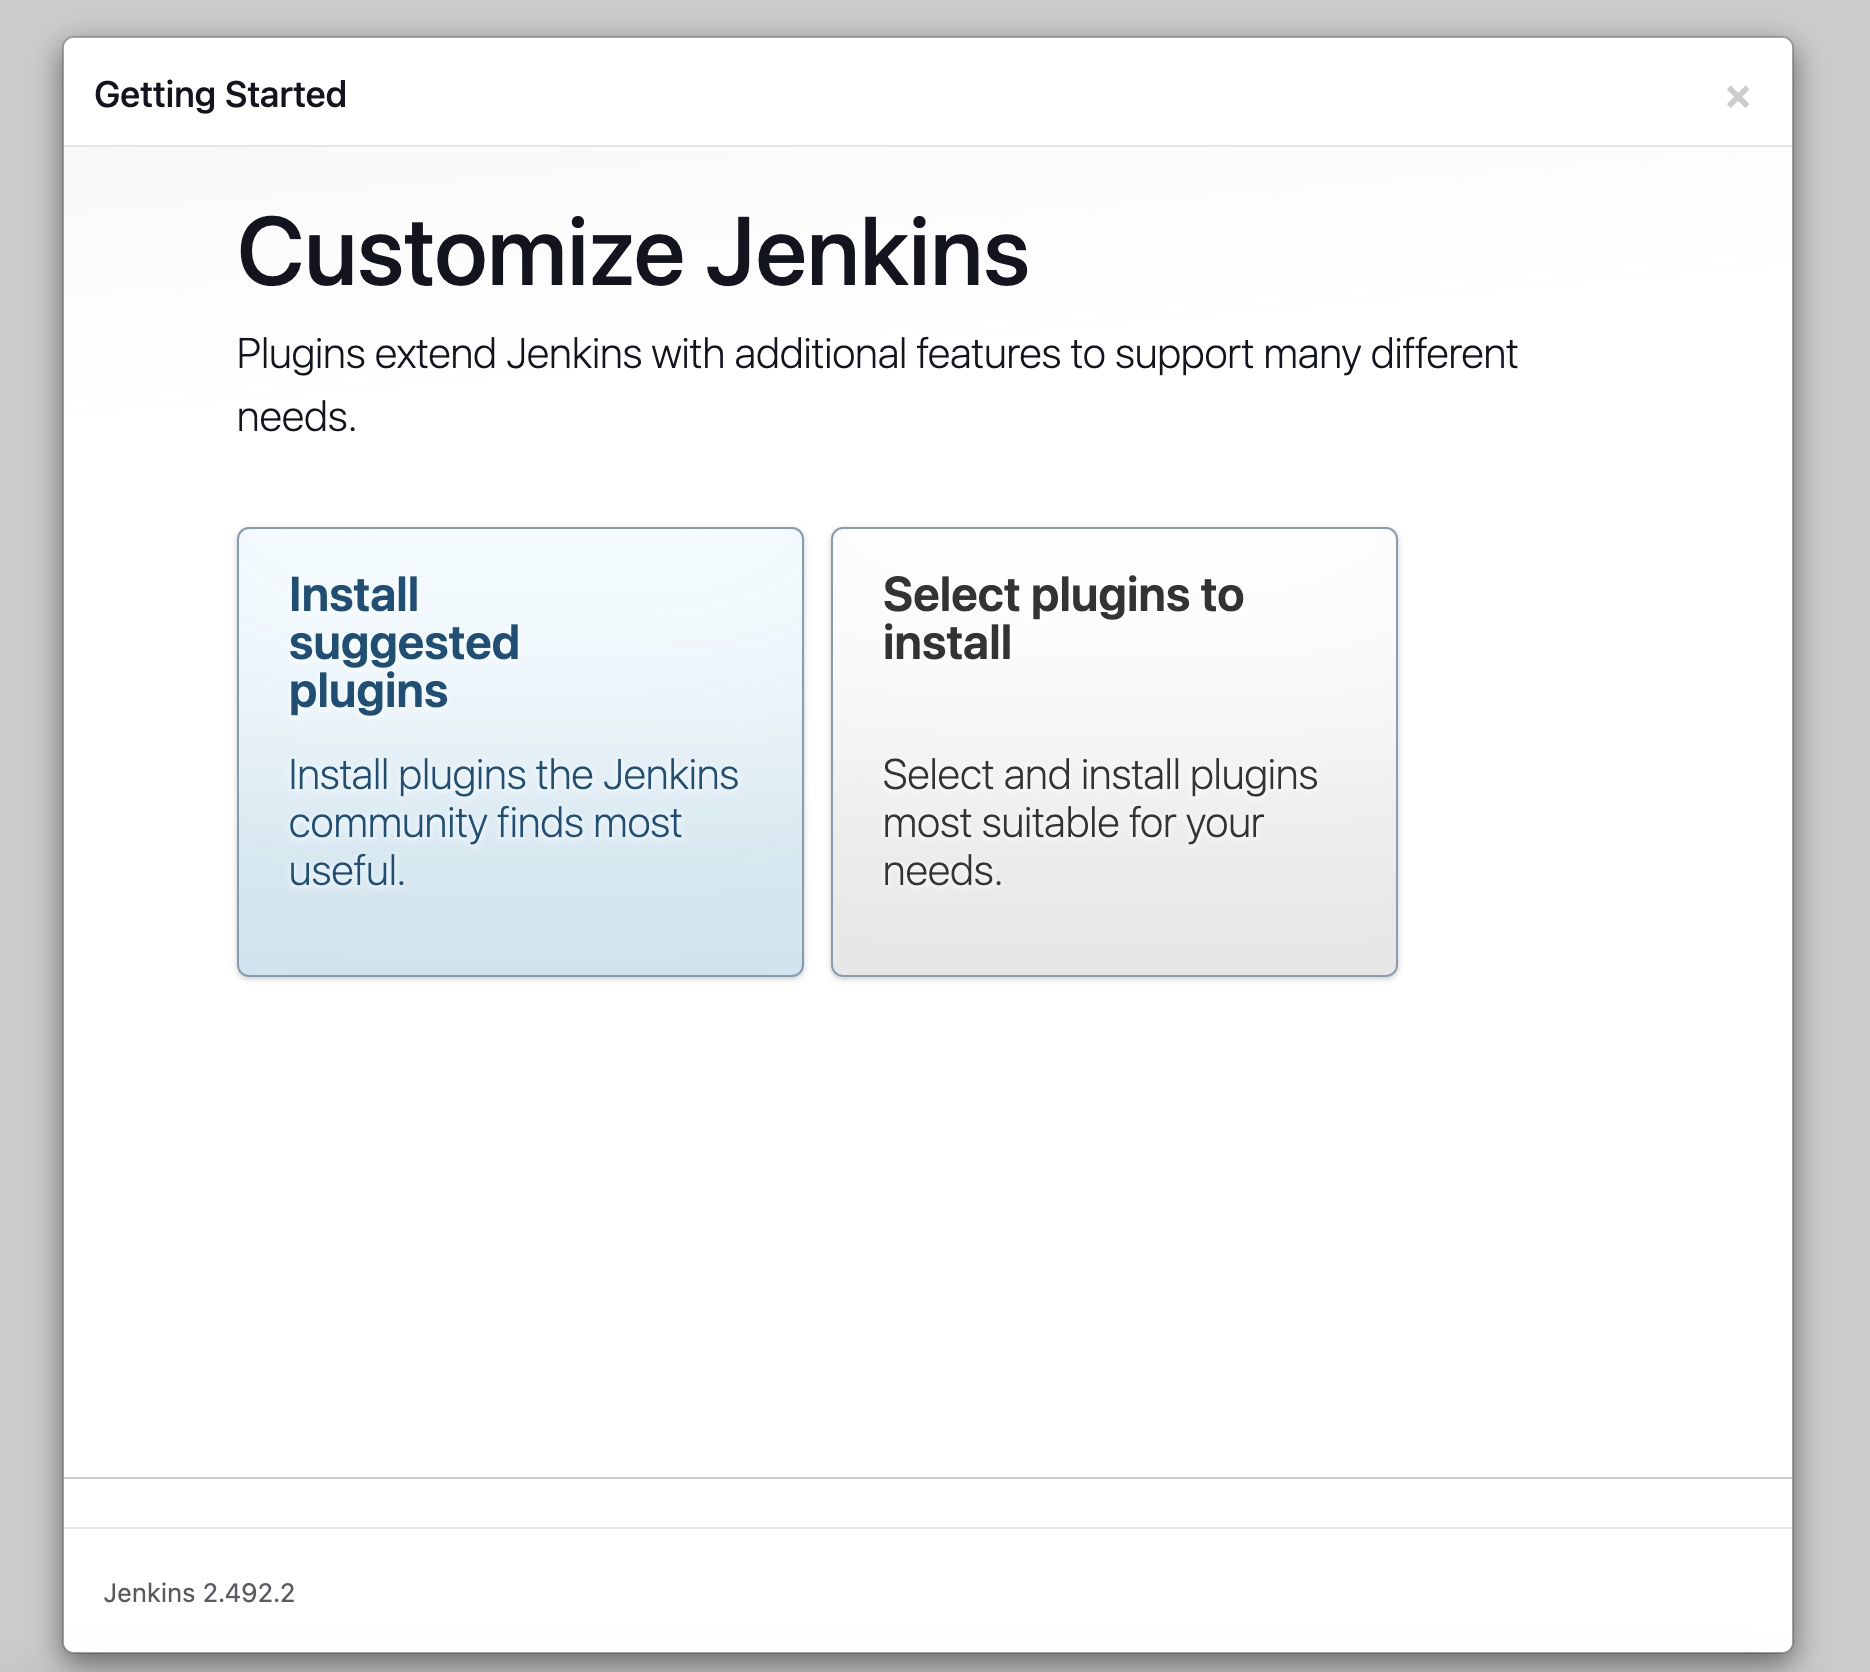 Getting Started
×
Customize Jenkins
Plugins extend Jenkins with additional features to support many different
needs.
Install
suggested
plugins
Install plugins the Jenkins
community finds most
useful.
Select plugins to
install
Select and install plugins
most suitable for your
needs.
Jenkins 2.492.2